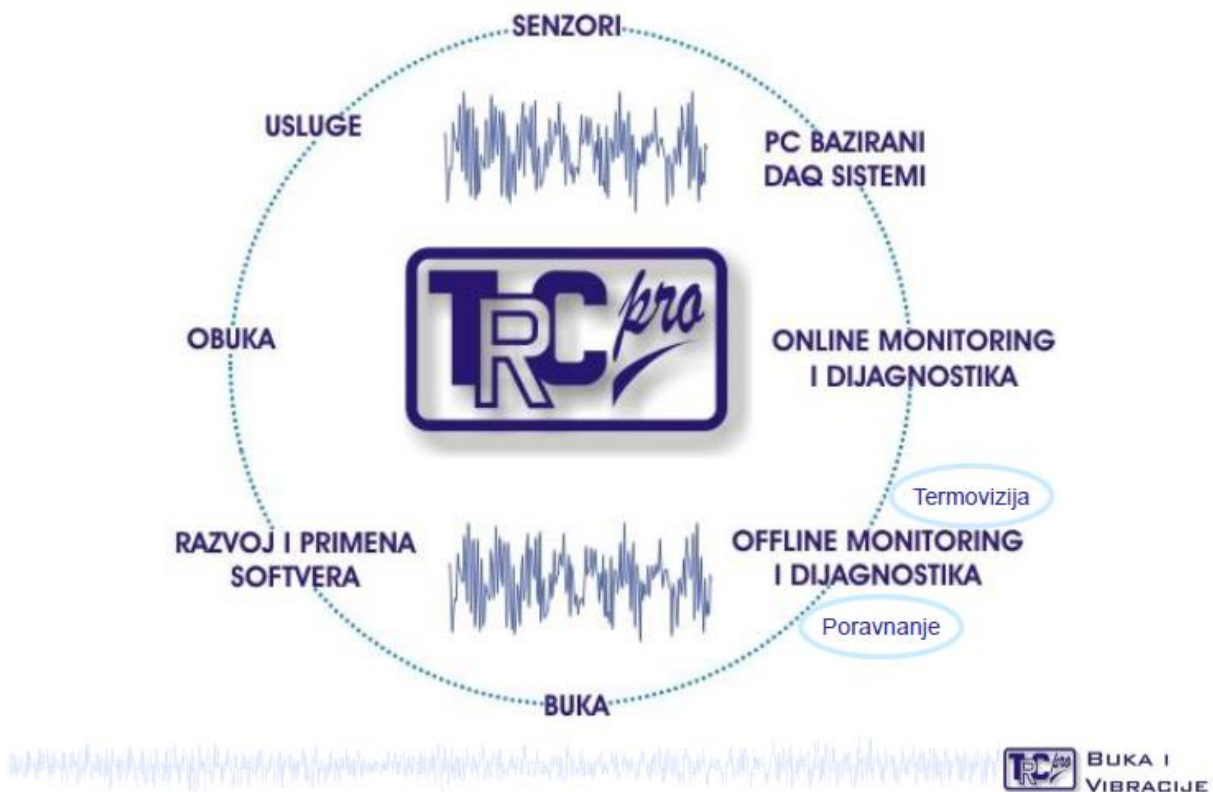 SENZORI
USLUGE
PC BAZIRANI
DAQ SISTEMI
TRC pro
OBUKA
ONLINE MONITORING
I DIJAGNOSTIKA
Termovizija
RAZVOJ I PRIMENA
SOFTVERA
OFFLINE MONITORING
I DIJAGNOSTIKA
Poravnanje
BUKA
TRC pro
BUKA I
VIBRACIJE